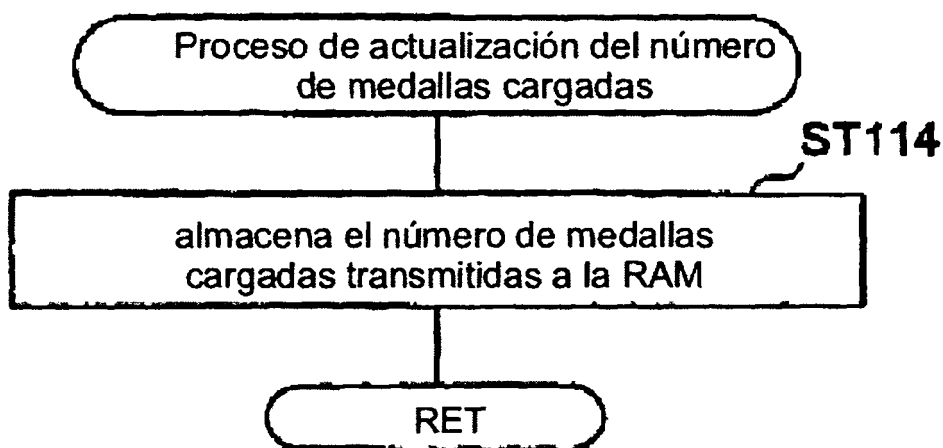 Proceso de actualización del número
de medallas cargadas
ST114
almacena el número de medallas
cargadas transmitidas a la RAM
RET